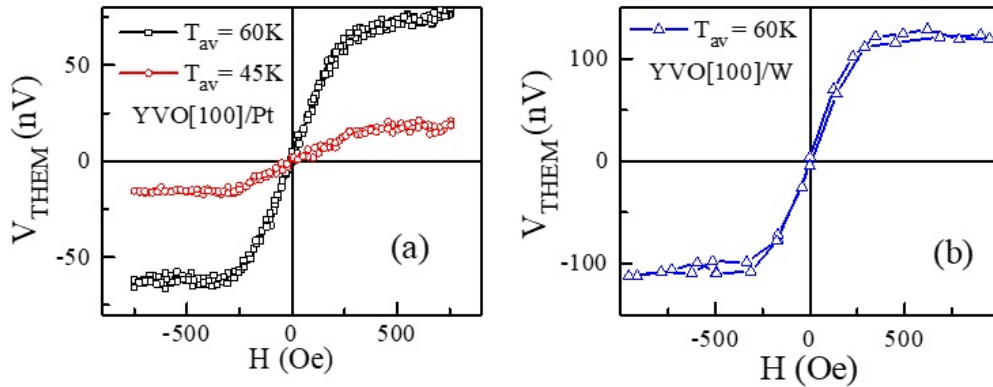 T_av = 60K
T_av = 45K
YVO[100]/Pt
50
0
-50
V_THEM (nV)
-500
0
500
H (Oe)
(a)
T_av = 60K
YVO[100]/W
100
0
-100
V_THEM (nV)
-500
0
500
H (Oe)
(b)